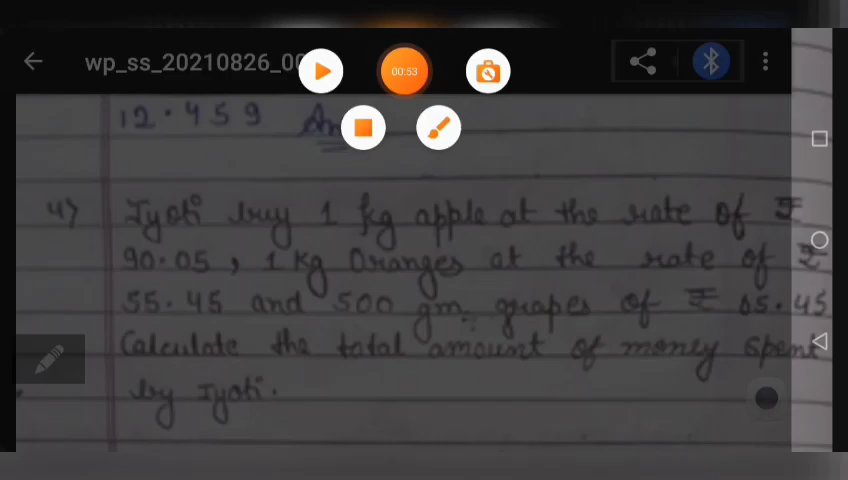 wp_ss_20210826_00
00:53
12.459 Ans
4) Jyoti buy 1 kg apple at the rate of ₹
90.05, 1 kg Oranges at the rate of ₹
55.45 and 500 gm. grapes of ₹ 65.45
Calculate the total amount of money spent
by Jyoti.